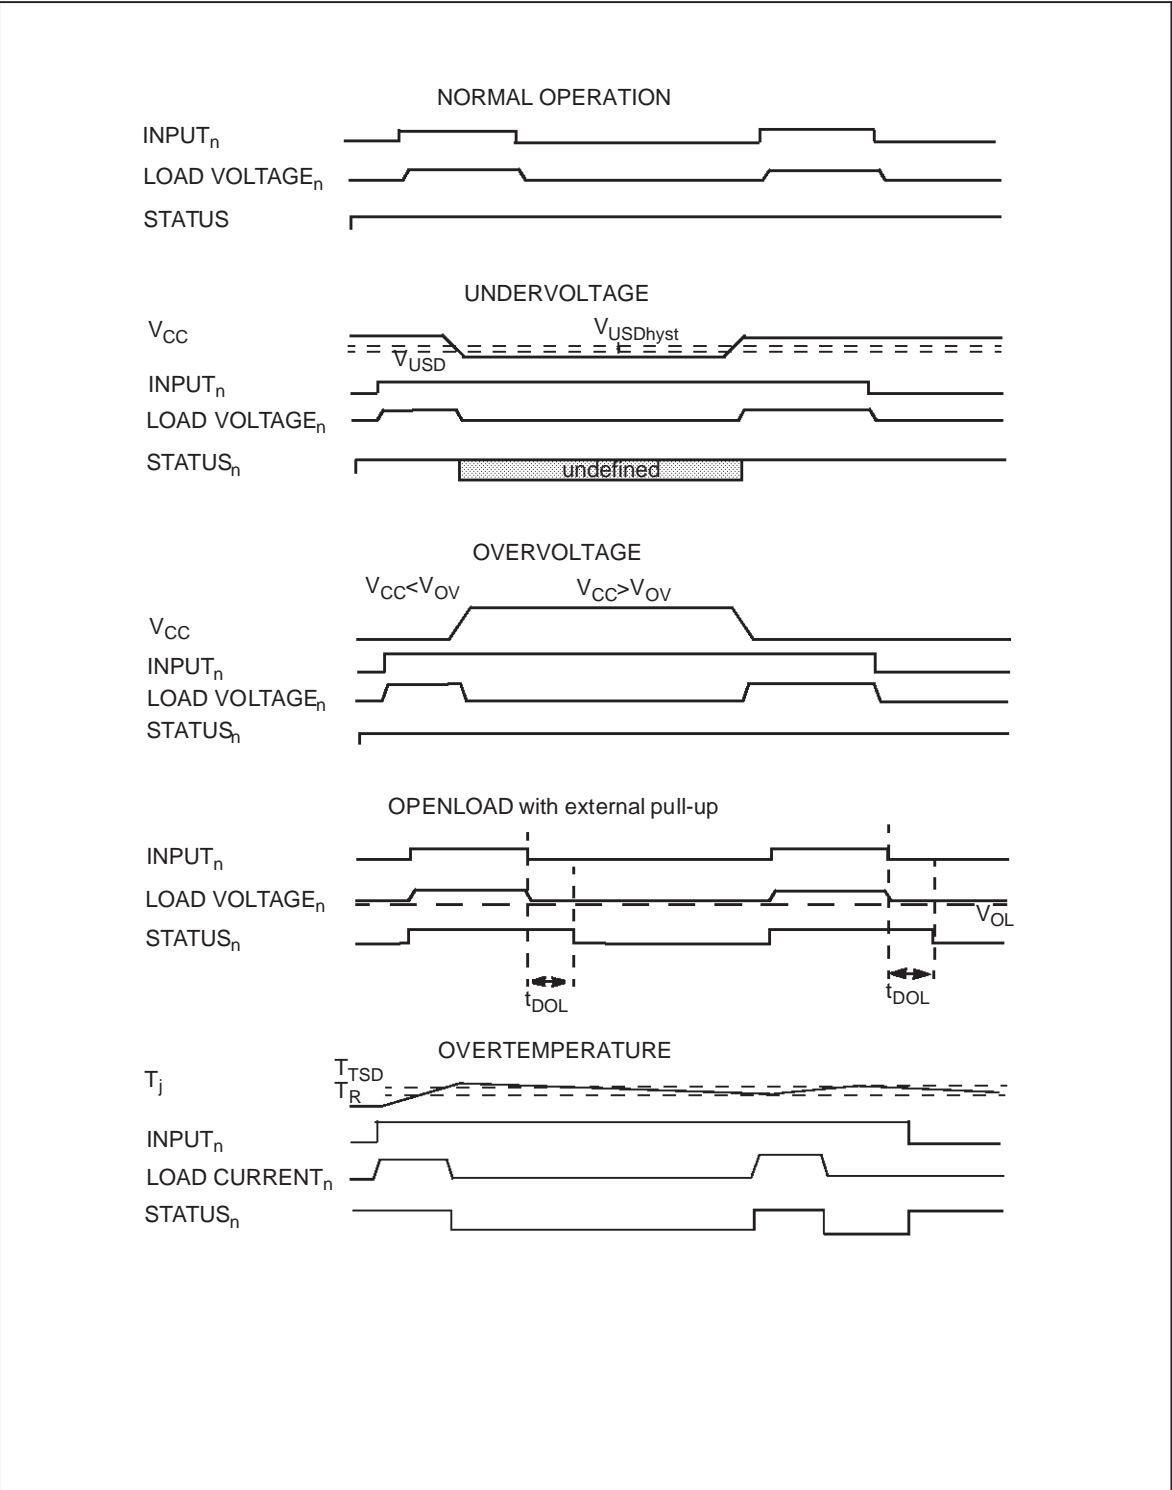 NORMAL OPERATION
INPUTn
LOAD VOLTAGEn
STATUS
UNDERVOLTAGE
VCC
VUSDhyst
VUSD
INPUTn
LOAD VOLTAGEn
STATUSn
undefined
OVERVOLTAGE
VCC<VOV
VCC>VOV
VCC
INPUTn
LOAD VOLTAGEn
STATUSn
OPENLOAD with external pull-up
INPUTn
LOAD VOLTAGEn
VOL
STATUSn
tDOL
tDOL
OVERTEMPERATURE
Tj
TTSD
TR
INPUTn
LOAD CURRENTn
STATUSn